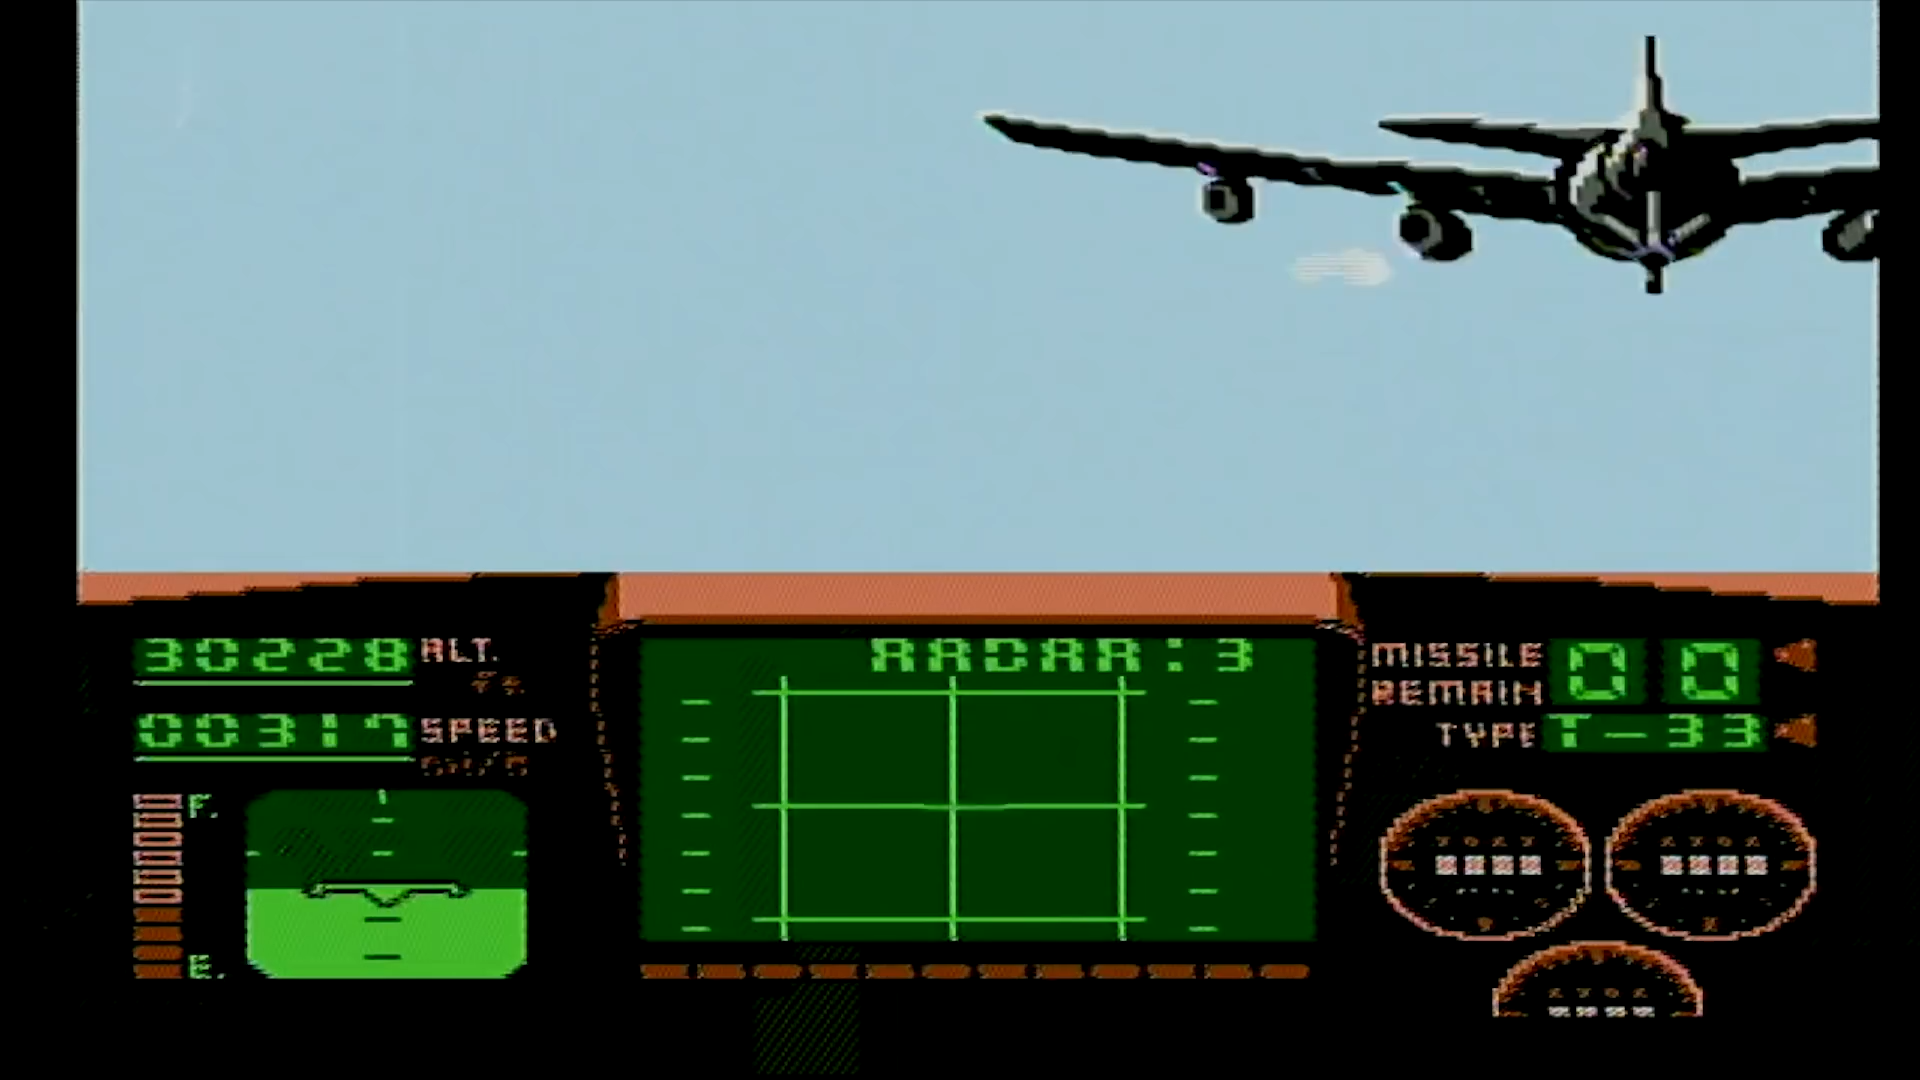 30228 ALT.
00317 SPEED
F.
E.
RADAR:3
MISSILE
REMAIN 00
TYPE T-33